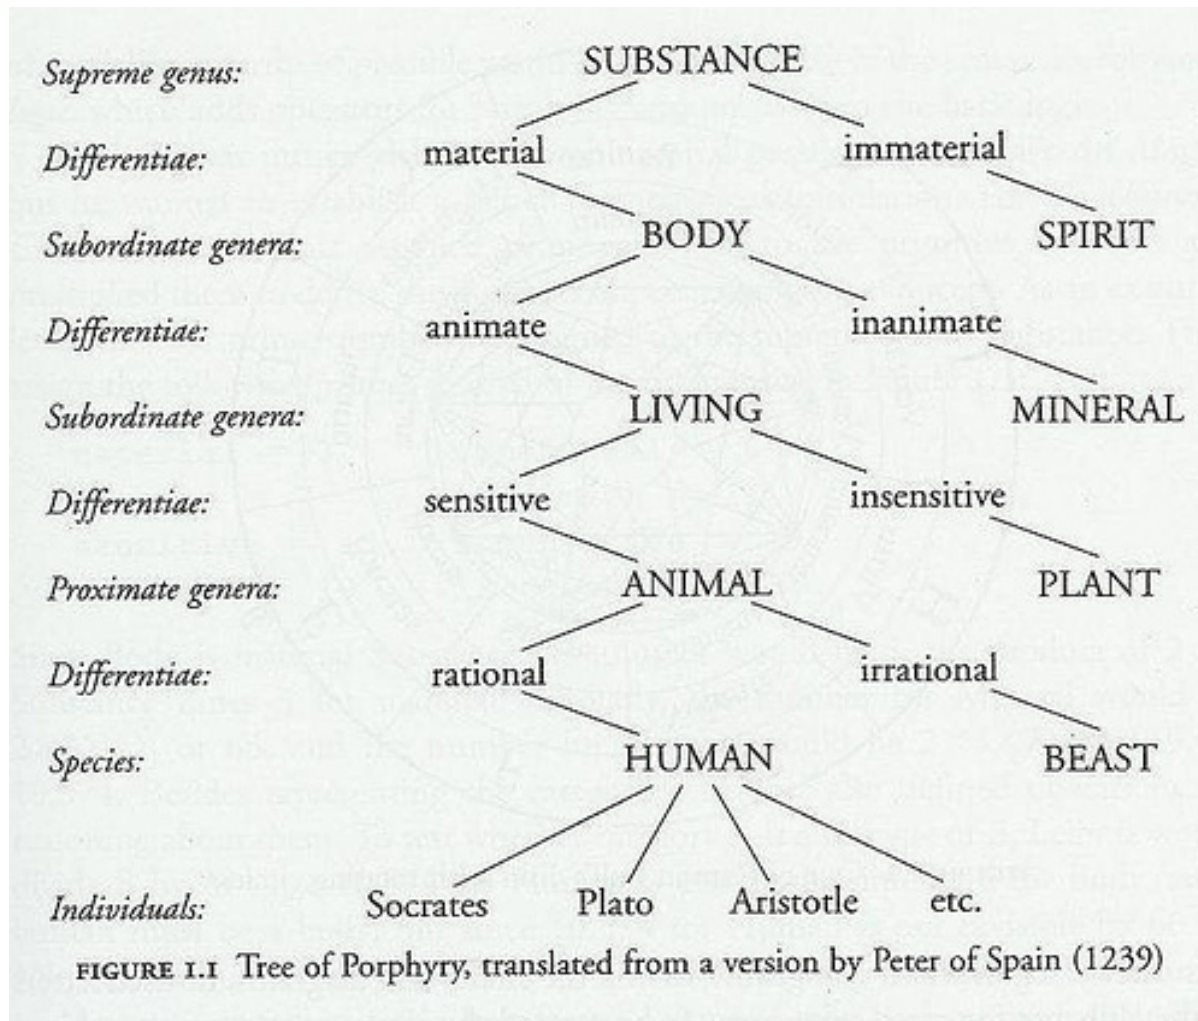 Supreme genus: SUBSTANCE
Differentiae: material immaterial
Subordinate genera: BODY SPIRIT
Differentiae: animate inanimate
Subordinate genera: LIVING MINERAL
Differentiae: sensitive insensitive
Proximate genera: ANIMAL PLANT
Differentiae: rational irrational
Species: HUMAN BEAST
Individuals: Socrates Plato Aristotle etc.
FIGURE 1.1 Tree of Porphyry, translated from a version by Peter of Spain (1239)